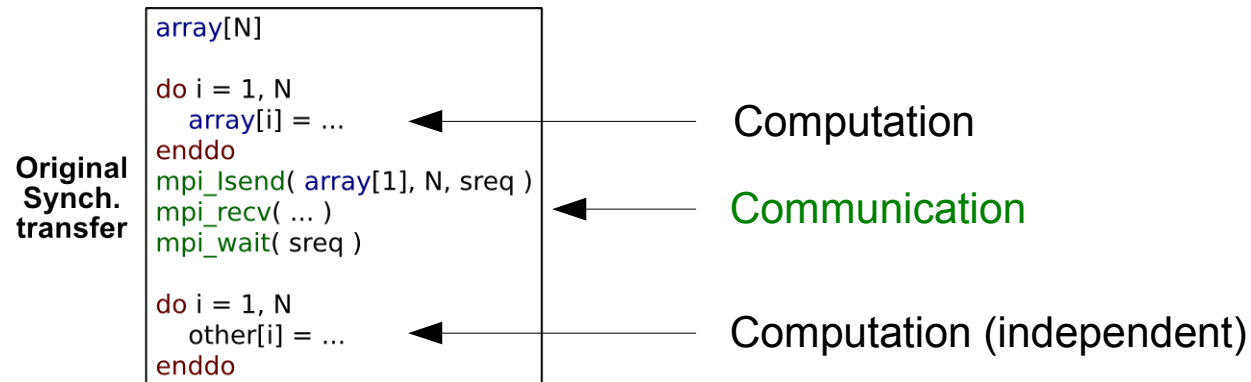 Original
Synch.
transfer
array[N]
do i = 1, N
array[i] = ...
enddo
mpi_Isend( array[1], N, sreq )
mpi_recv( ... )
mpi_wait( sreq )
do i = 1, N
other[i] = ...
enddo
Computation
Communication
Computation (independent)